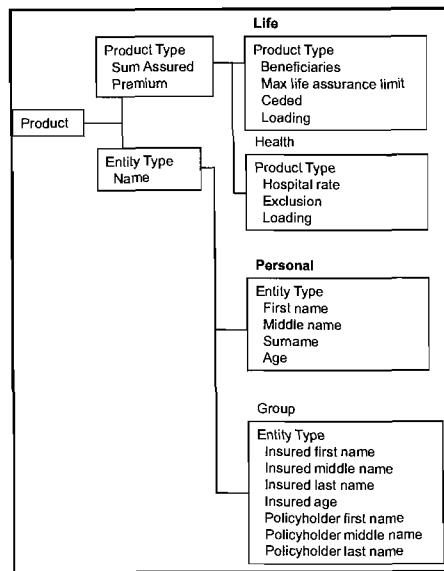 Product
Product Type
Sum Assured
Premium
Entity Type
Name
Life
Product Type
Beneficiaries
Max life assurance limit
Ceded
Loading
Health
Product Type
Hospital rate
Exclusion
Loading
Personal
Entity Type
First name
Middle name
Surname
Age
Group
Entity Type
Insured first name
Insured middle name
Insured last name
Insured age
Policyholder first name
Policyholder middle name
Policyholder last name